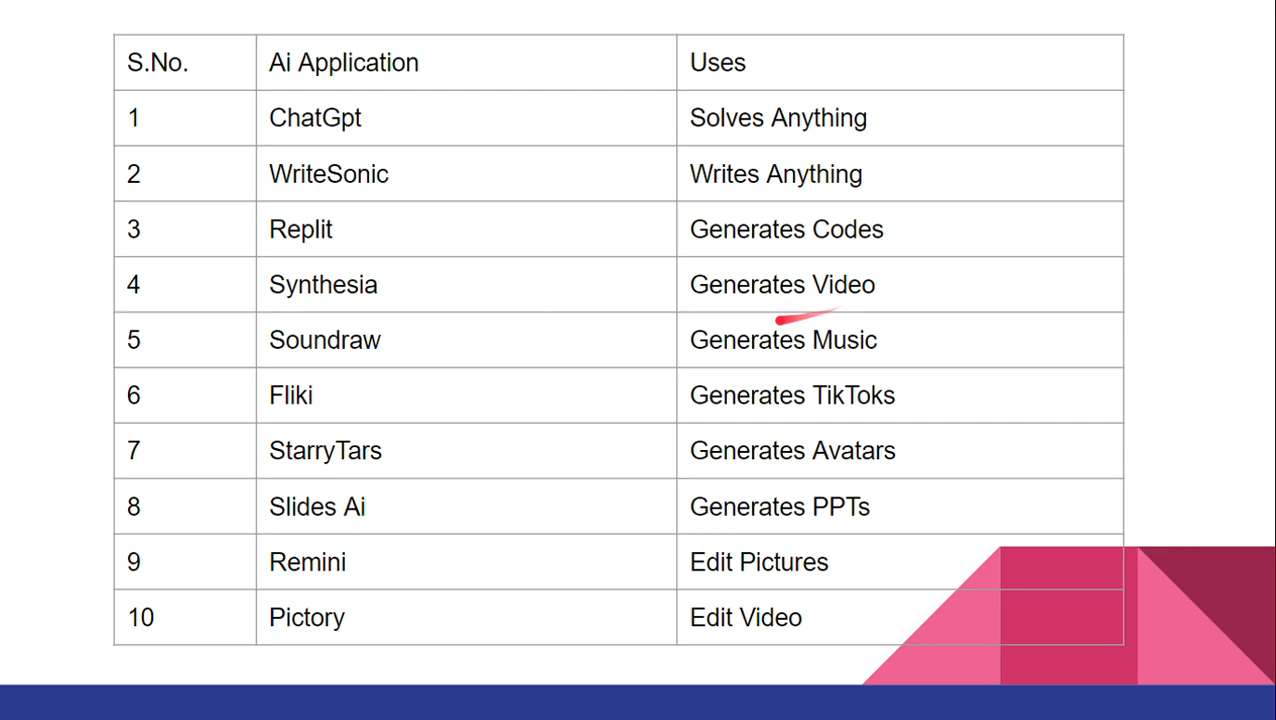 S.No. Ai Application Uses
1 ChatGpt Solves Anything
2 WriteSonic Writes Anything
3 Replit Generates Codes
4 Synthesia Generates Video
5 Soundraw Generates Music
6 Fliki Generates TikToks
7 StarryTars Generates Avatars
8 Slides Ai Generates PPTs
9 Remini Edit Pictures
10 Pictory Edit Video